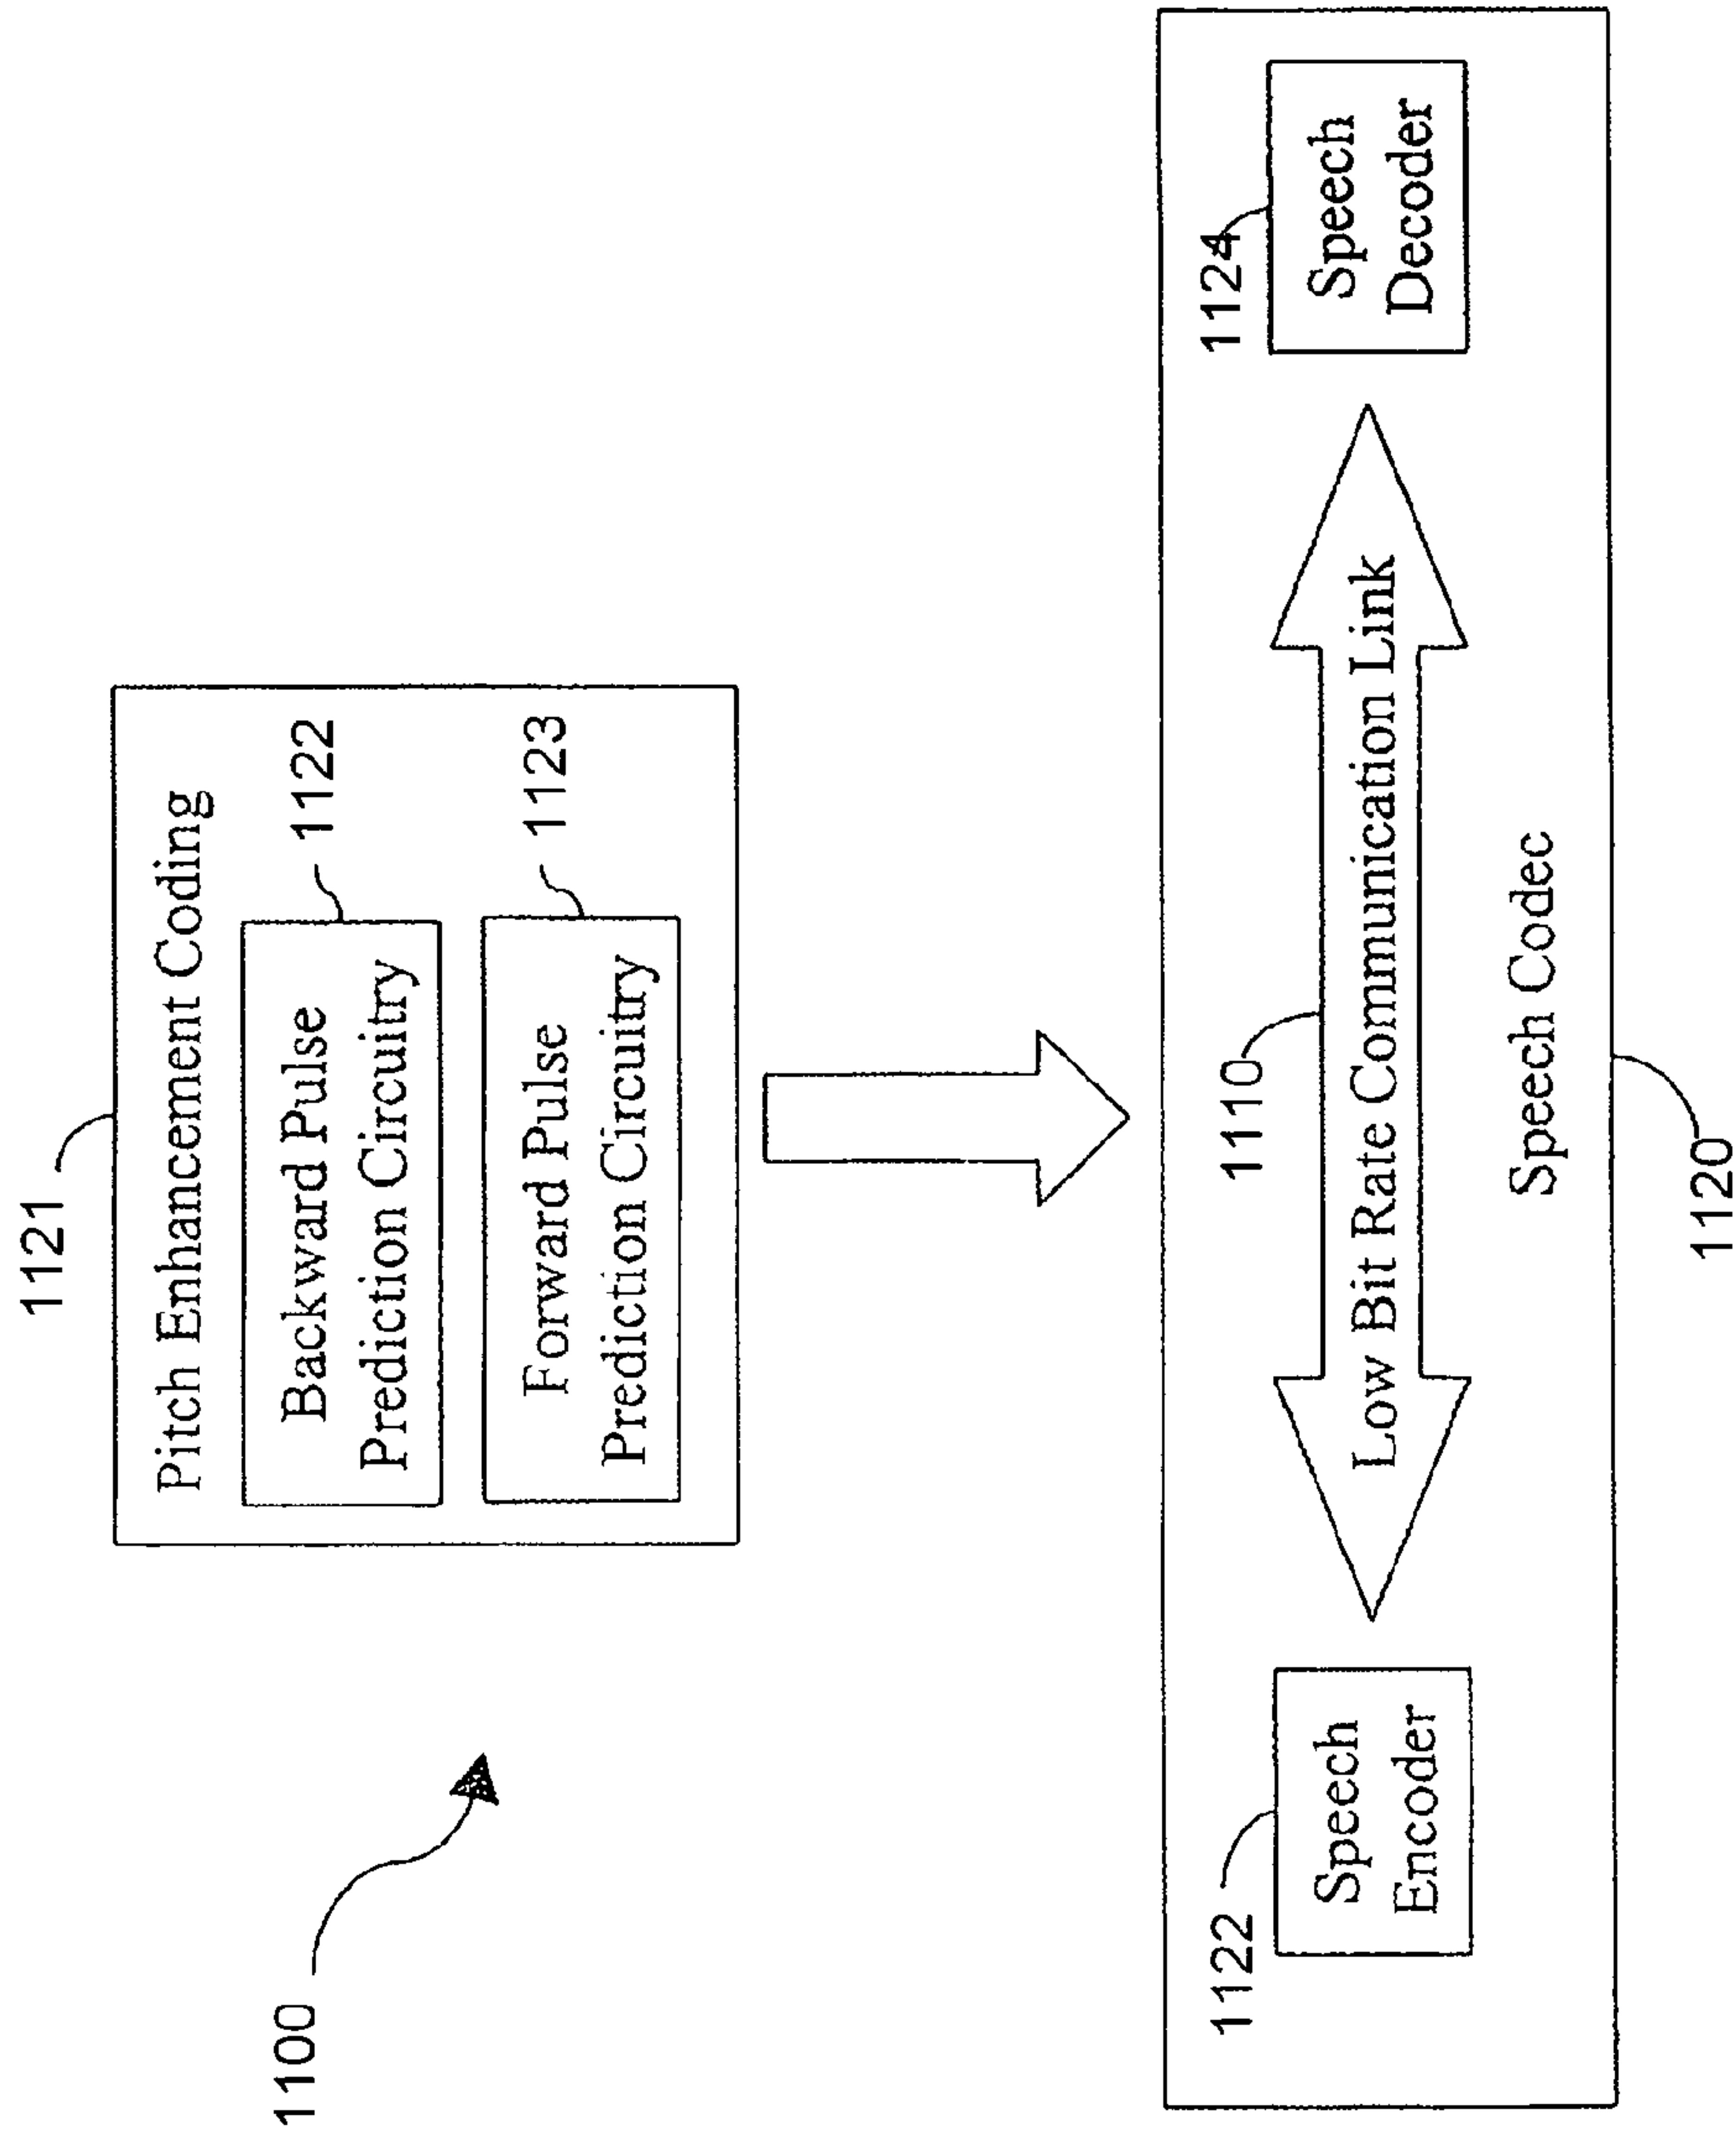 1121
Pitch Enhancement Coding
Backward Pulse
Prediction Circuitry
1122
Forward Pulse
Prediction Circuitry
1123
1100
1122
Speech
Encoder
1110
Low Bit Rate Communication Link
1124
Speech
Decoder
Speech Codec
1120